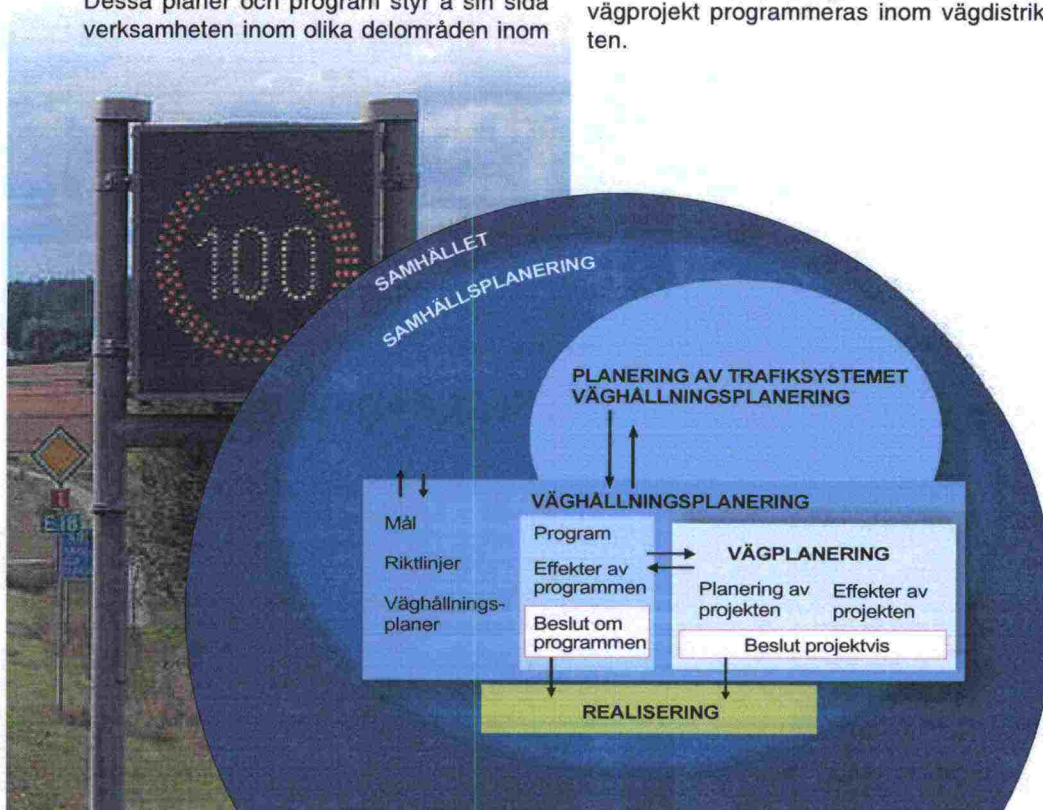 Dessa planer och program styr å sin sida
verksamheten inom olika delområden inom
vägprojekt programmeras inom vägdistrik
ten.
100
1
E18
SAMHÄLLET
SAMHÄLLSPLANERING
PLANERING AV TRAFIKSYSTEMET
VÄGHÅLLNINGSPLANERING
VÄGHÅLLNINGSPLANERING
Mål
Riktlinjer
Väghållnings-
planer
Program
Effekter av
programmen
Beslut om
programmen
VÄGPLANERING
Planering av
projekten
Effekter av
projekten
Beslut projektvis
REALISERING